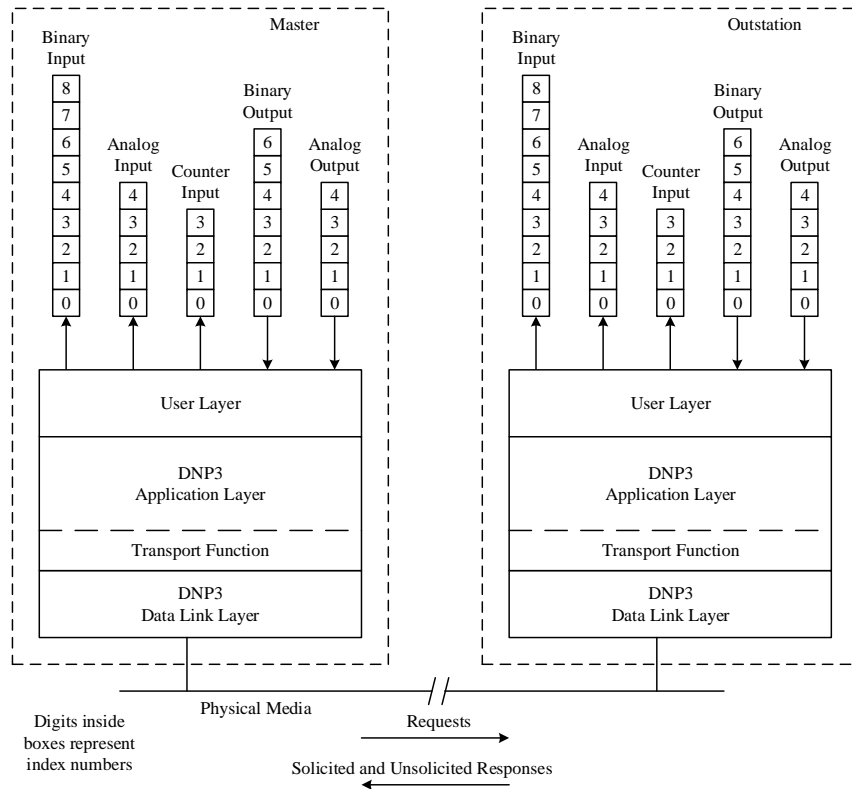 Master
Binary
Input
8
7
6
5
4
3
2
1
0
Analog
Input
4
3
2
1
0
Counter
Input
3
2
1
0
Binary
Output
6
5
4
3
2
1
0
Analog
Output
4
3
2
1
0
User Layer
DNP3
Application Layer
Transport Function
DNP3
Data Link Layer
Outstation
Binary
Input
8
7
6
5
4
3
2
1
0
Analog
Input
4
3
2
1
0
Counter
Input
3
2
1
0
Binary
Output
6
5
4
3
2
1
0
Analog
Output
4
3
2
1
0
User Layer
DNP3
Application Layer
Transport Function
DNP3
Data Link Layer
Physical Media
Digits inside
boxes represent
index numbers
Requests
Solicited and Unsolicited Responses